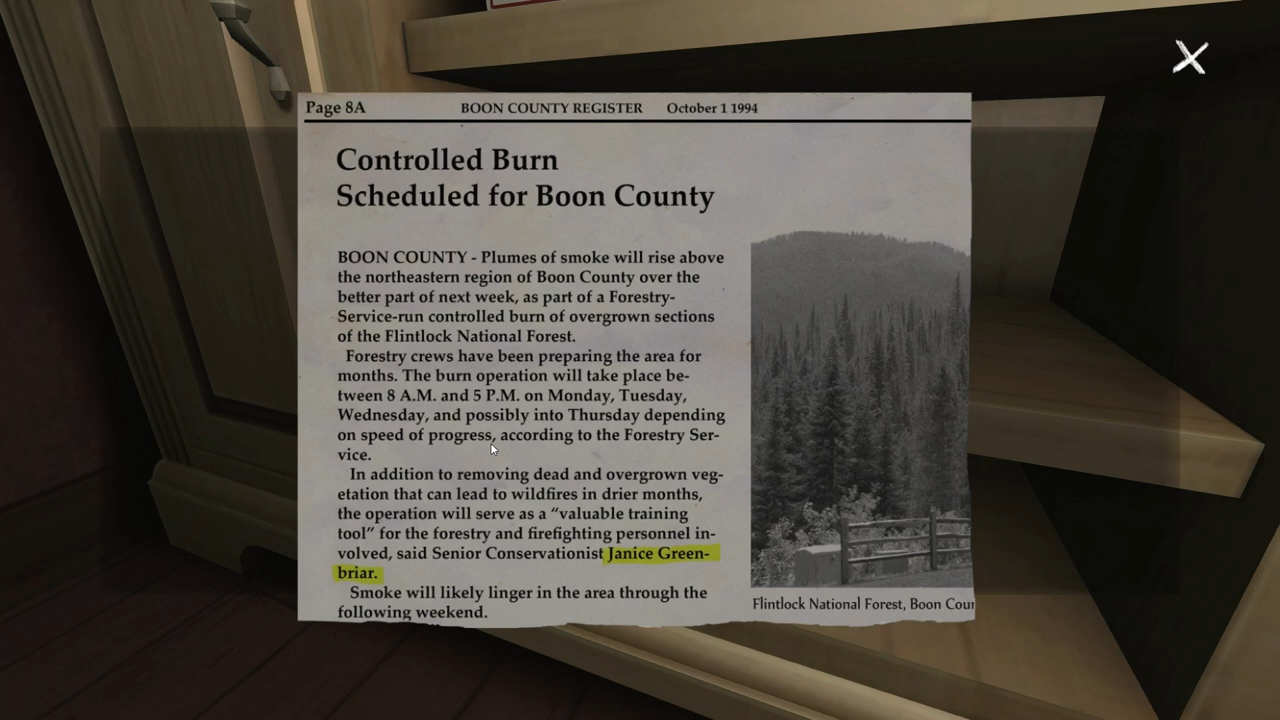 Page 8A BOON COUNTY REGISTER October 1 1994
Controlled Burn
Scheduled for Boon County
BOON COUNTY - Plumes of smoke will rise above
the northeastern region of Boon County over the
better part of next week, as part of a Forestry-
Service-run controlled burn of overgrown sections
of the Flintlock National Forest.
Forestry crews have been preparing the area for
months. The burn operation will take place be-
tween 8 A.M. and 5 P.M. on Monday, Tuesday,
Wednesday, and possibly into Thursday depending
on speed of progress, according to the Forestry Ser-
vice.
In addition to removing dead and overgrown veg-
etation that can lead to wildfires in drier months,
the operation will serve as a “valuable training
tool” for the forestry and firefighting personnel in-
volved, said Senior Conservationist Janice Green-
briar.
Smoke will likely linger in the area through the
following weekend.
Flintlock National Forest, Boon Coun